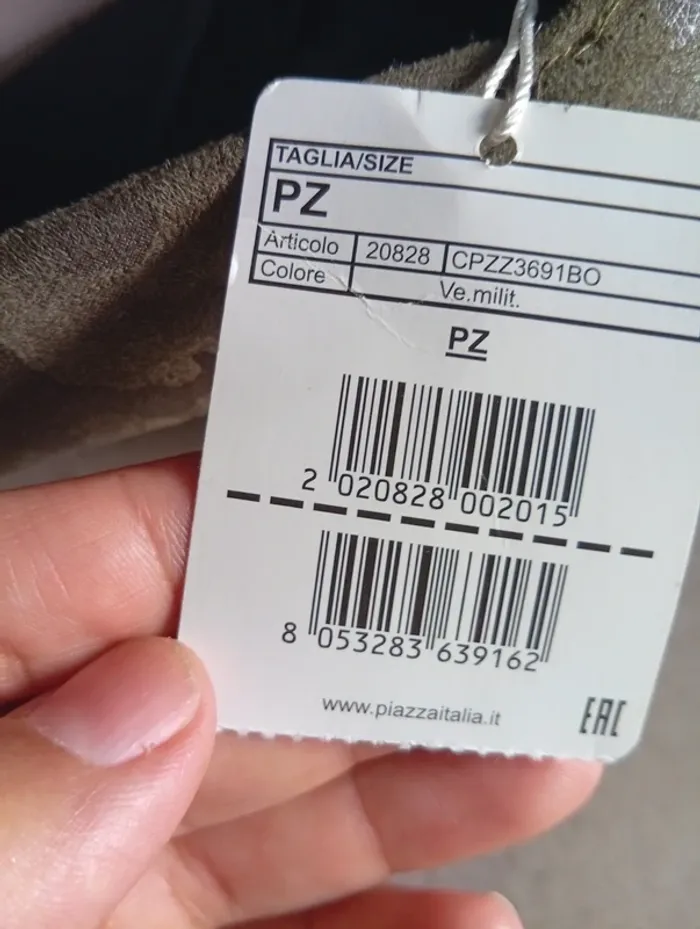 TAGLIA/SIZE
PZ
Articolo 20828 CPZZ3691BO
Colore Ve.milit.
PZ
2 020828 002015
8 053283 639162
www.piazzaitalia.it
EAC